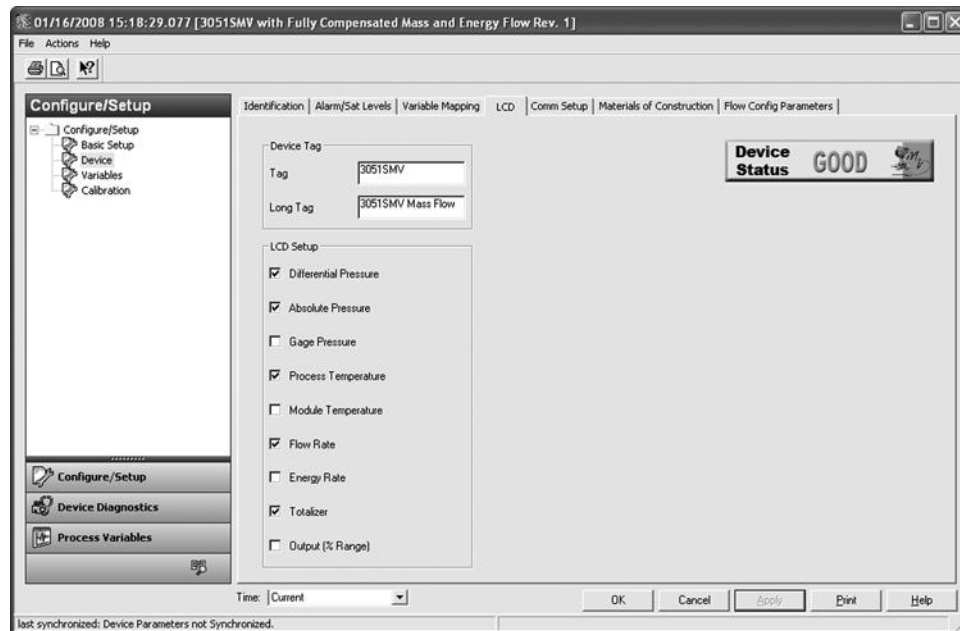 01/16/2008 15:18:29.077 [3051SMV with Fully Compensated Mass and Energy Flow Rev. 1]
File Actions Help
Configure/Setup
Configure/Setup
Basic Setup
Device
Variables
Calibration
Configure/Setup
Device Diagnostics
Process Variables
Identification Alarm/Sat Levels Variable Mapping LCD Comm Setup Materials of Construction Flow Config Parameters
Device Tag
Tag 3051SMV
Long Tag 3051SMV Mass Flow
Device Status GOOD
LCD Setup
Differential Pressure
Absolute Pressure
Gage Pressure
Process Temperature
Module Temperature
Flow Rate
Energy Rate
Totalizer
Output (% Range)
Time: Current
OK Cancel Apply Print Help
last synchronized: Device Parameters not Synchronized.